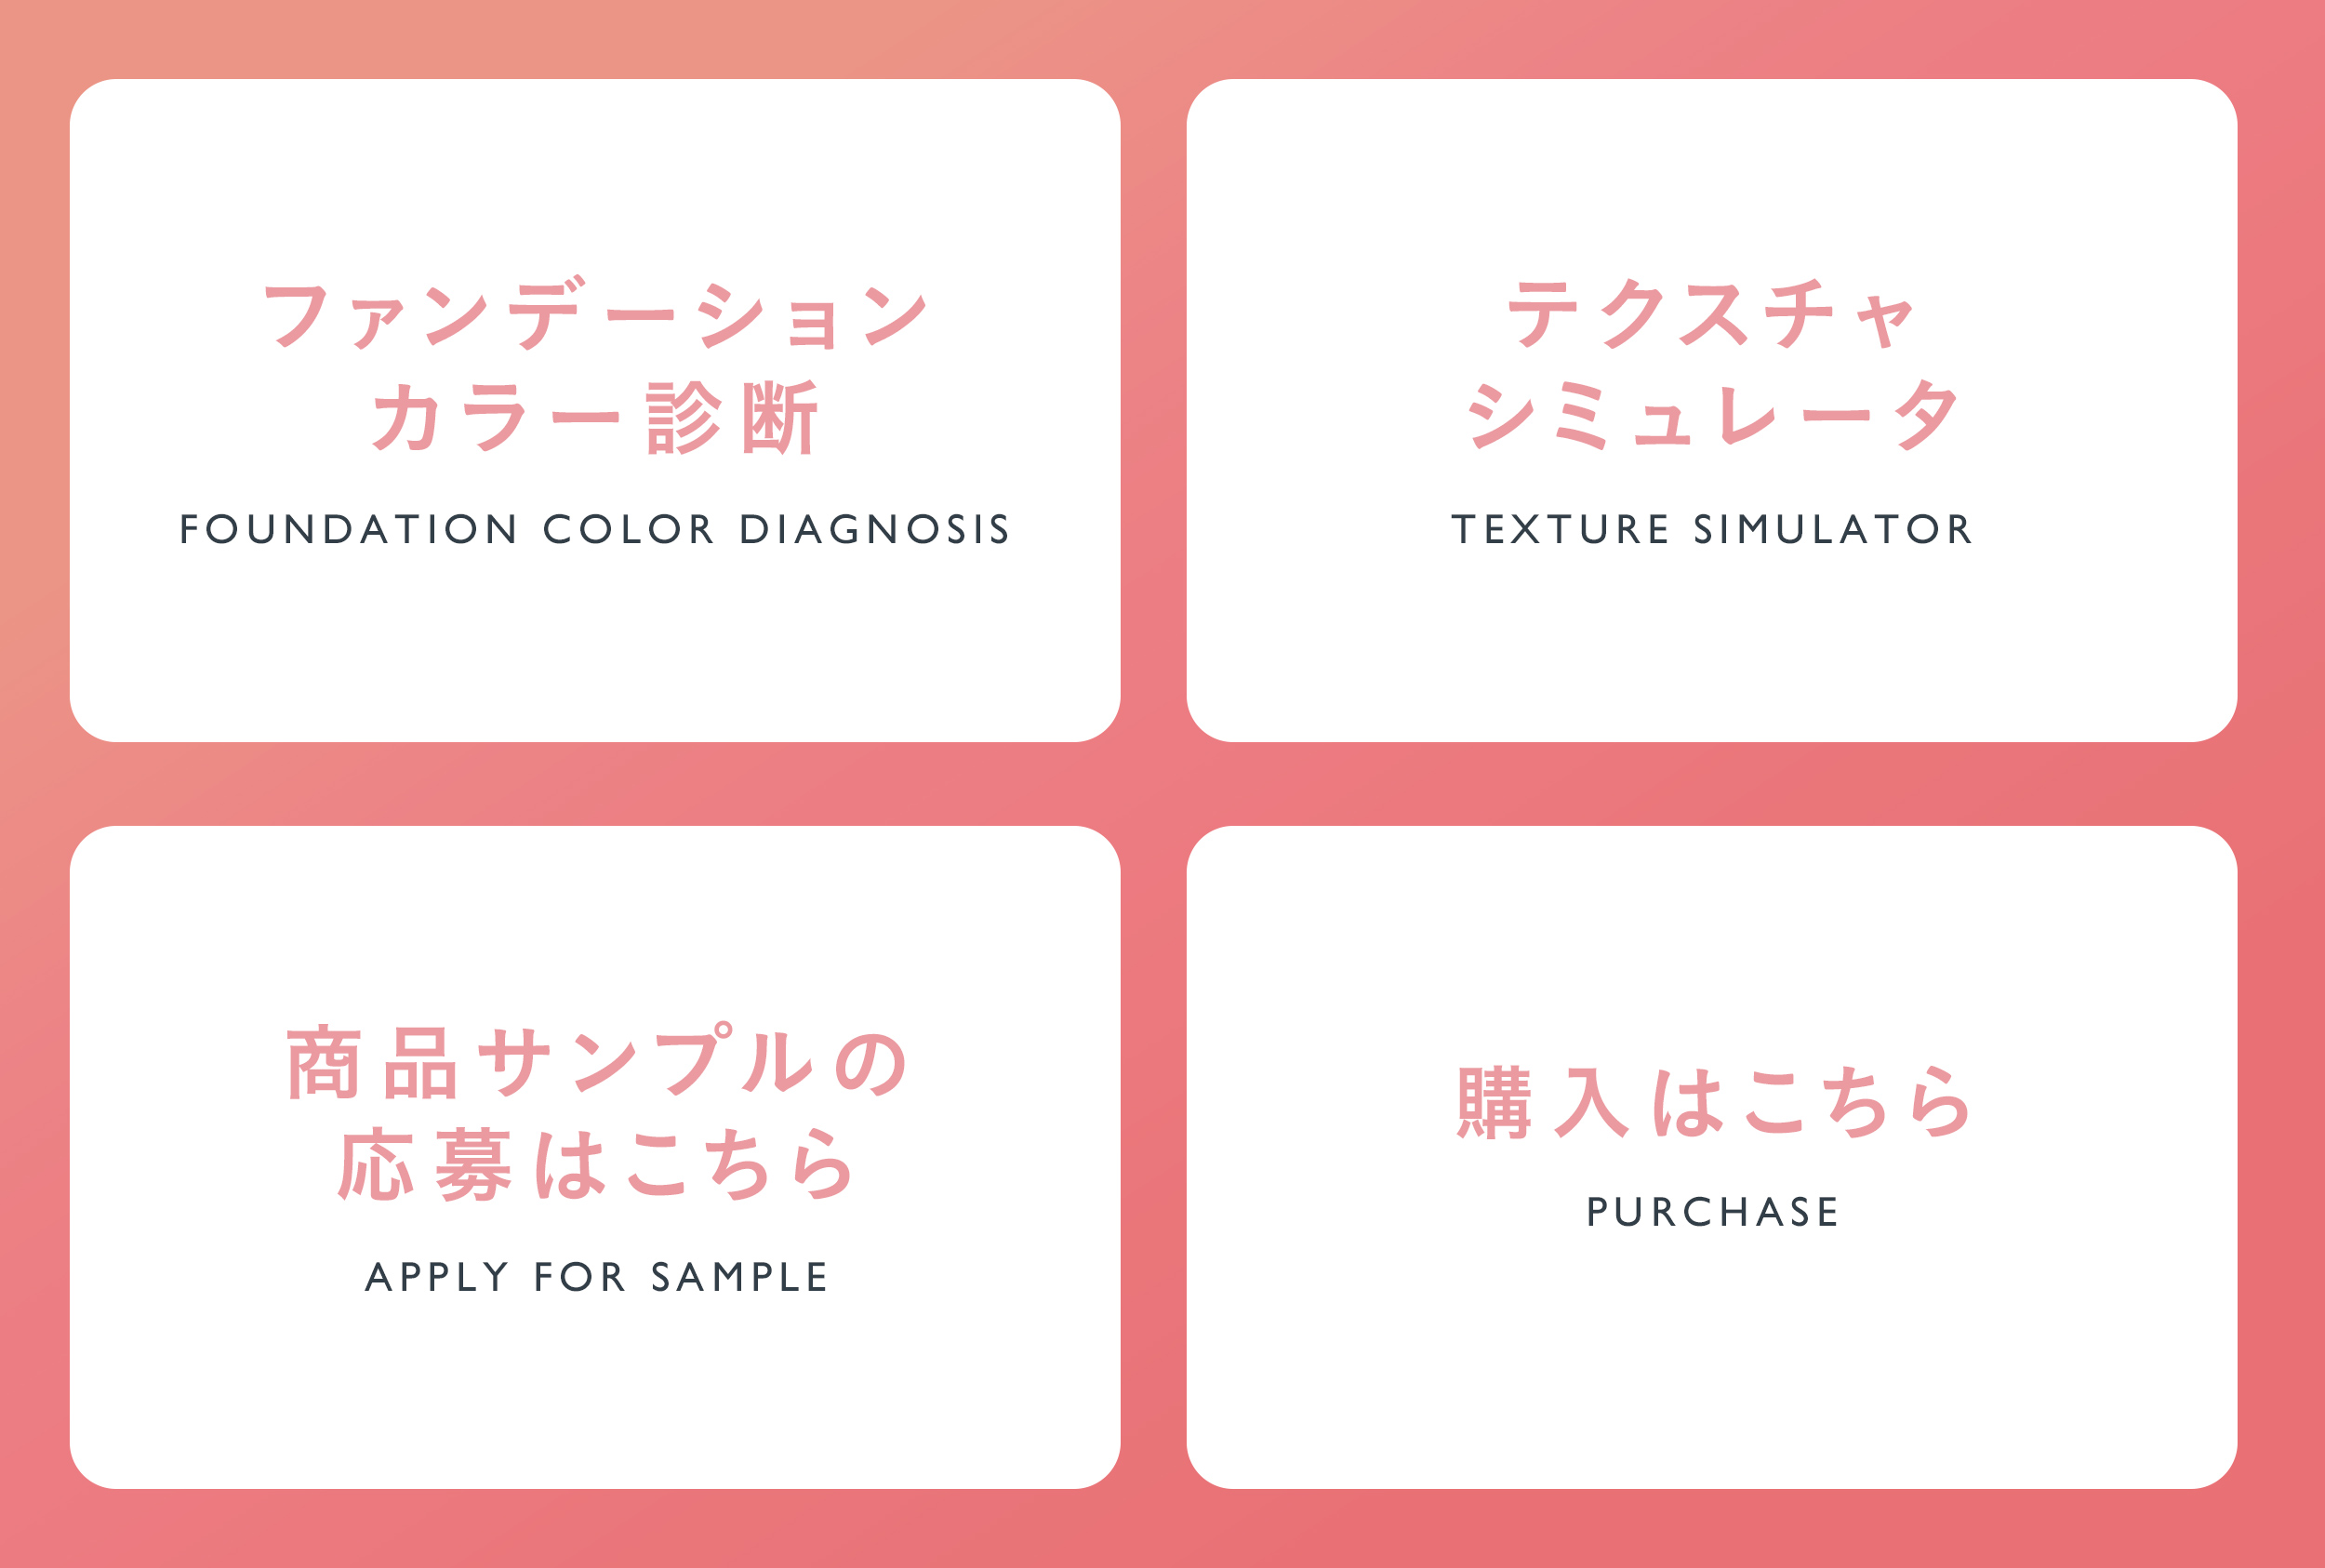 ファンデーション
カラー診断
FOUNDATION COLOR DIAGNOSIS
テクスチャ
シミュレータ
TEXTURE SIMULATOR
商品サンプルの
応募はこちら
APPLY FOR SAMPLE
購入はこちら
PURCHASE